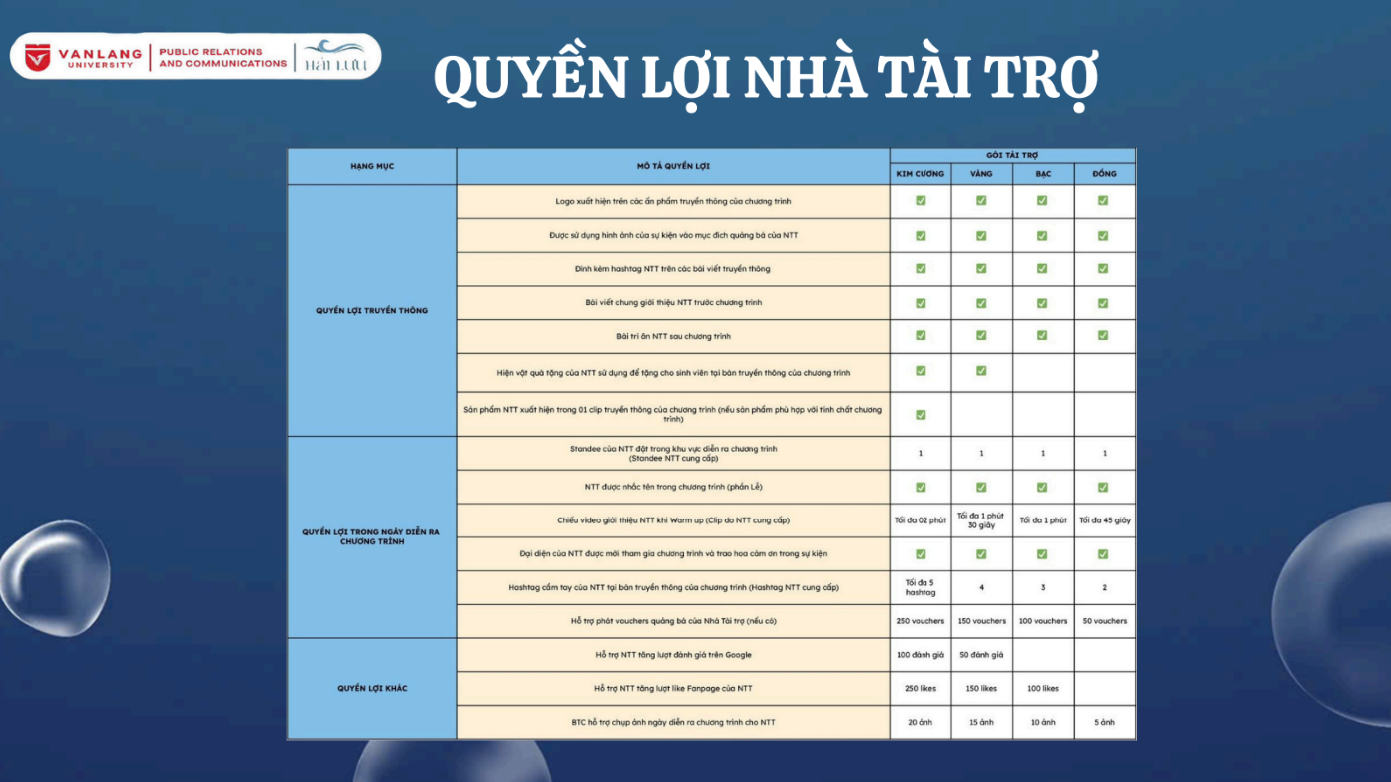 VANLANG
UNIVERSITY
PUBLIC RELATIONS
AND COMMUNICATIONS
HẢI LƯU
QUYỀN LỢI NHÀ TÀI TRỢ
HẠNG MỤC
MÔ TẢ QUYỀN LỢI
GÓI TÀI TRỢ
KIM CƯƠNG
VÀNG
BẠC
ĐỒNG
QUYỀN LỢI TRUYỀN THÔNG
Logo xuất hiện trên các ấn phẩm truyền thông của chương trình
Được sử dụng hình ảnh của sự kiện vào mục đích quảng bá của NTT
Đính kèm hashtag NTT trên các bài viết truyền thông
Bài viết chung giới thiệu NTT trước chương trình
Bài tri ân NTT sau chương trình
Hiện vật quà tặng của NTT sử dụng để tặng cho sinh viên tại bàn truyền thông của chương trình
Sản phẩm NTT xuất hiện trong 01 clip truyền thông của chương trình (nếu sản phẩm phù hợp với tính chất chương
trình)
QUYỀN LỢI TRONG NGÀY DIỄN RA
CHƯƠNG TRÌNH
Standee của NTT đặt trong khu vực diễn ra chương trình
(Standee NTT cung cấp)
1
1
1
1
NTT được nhắc tên trong chương trình (phần Lễ)
Chiếu video giới thiệu NTT khi Warm up (Clip do NTT cung cấp)
Tối đa 02 phút
Tối đa 1 phút
30 giây
Tối đa 1 phút
Tối đa 45 giây
Đại diện của NTT được mời tham gia chương trình và trao hoa cảm ơn trong sự kiện
Hashtag cầm tay của NTT tại bàn truyền thông của chương trình (Hashtag NTT cung cấp)
Tối đa 5
hashtag
4
3
2
Hỗ trợ phát vouchers quảng bá của Nhà Tài trợ (nếu có)
250 vouchers
150 vouchers
100 vouchers
50 vouchers
QUYỀN LỢI KHÁC
Hỗ trợ NTT tăng lượt đánh giá trên Google
100 đánh giá
50 đánh giá
Hỗ trợ NTT tăng lượt like Fanpage của NTT
250 likes
150 likes
100 likes
BTC hỗ trợ chụp ảnh ngày diễn ra chương trình cho NTT
20 ảnh
15 ảnh
10 ảnh
5 ảnh